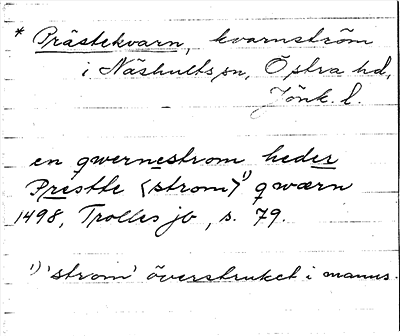 * Prästekvarn, kvarnström
i Näshults sn, Östra hd,
Jönk. l.
en qwernestrom heder
Prestte <strom>¹⁾ qwærn
1498, Trolles jb, s. 79.
¹⁾ 'strom' överstruket i manus.